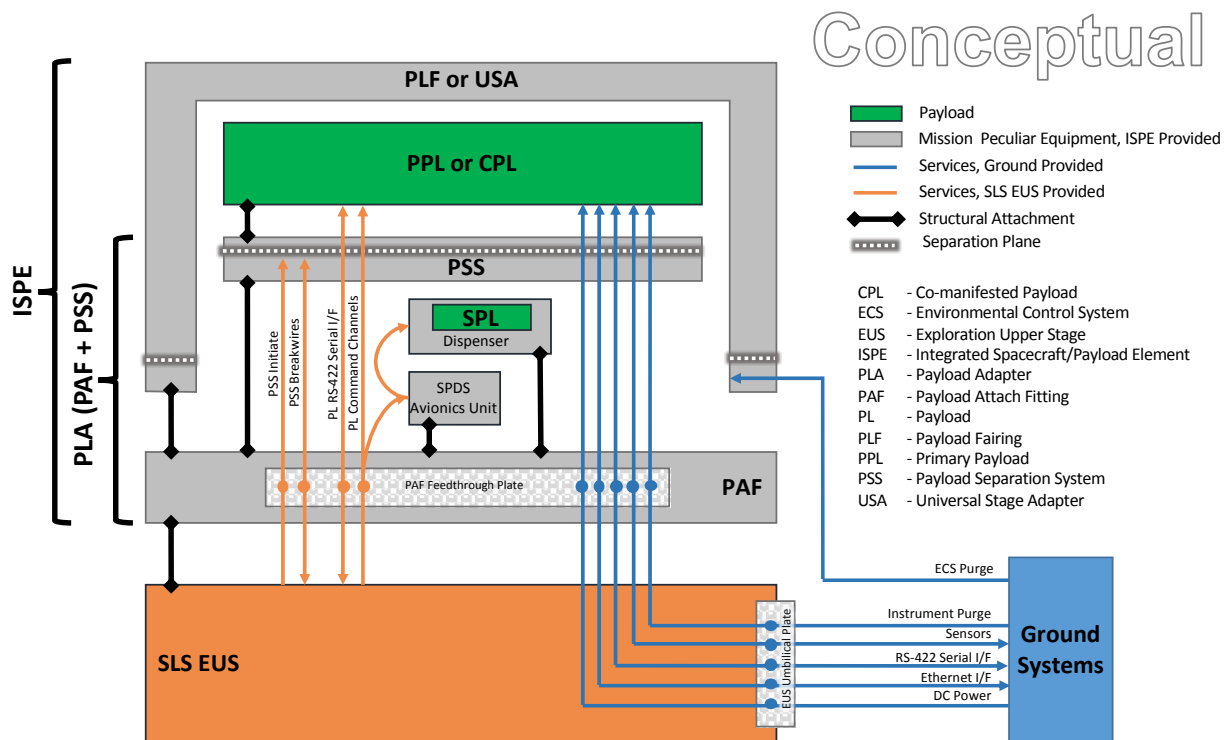 Conceptual
PLF or USA
PPL or CPL
PSS
SPL
Dispenser
SPDS
Avionics Unit
PSS Initiate
PSS Breakwires
PL RS-422 Serial I/F
PL Command Channels
ISPE
PLA (PAF + PSS)
PAF Feedthrough Plate
PAF
SLS EUS
EUS Umbilical Plate
Payload
Mission Peculiar Equipment, ISPE Provided
Services, Ground Provided
Services, SLS EUS Provided
Structural Attachment
Separation Plane
CPL - Co-manifested Payload
ECS - Environmental Control System
EUS - Exploration Upper Stage
ISPE - Integrated Spacecraft/Payload Element
PLA - Payload Adapter
PAF - Payload Attach Fitting
PL - Payload
PLF - Payload Fairing
PPL - Primary Payload
PSS - Payload Separation System
USA - Universal Stage Adapter
ECS Purge
Instrument Purge
Sensors
RS-422 Serial I/F
Ethernet I/F
DC Power
Ground
Systems